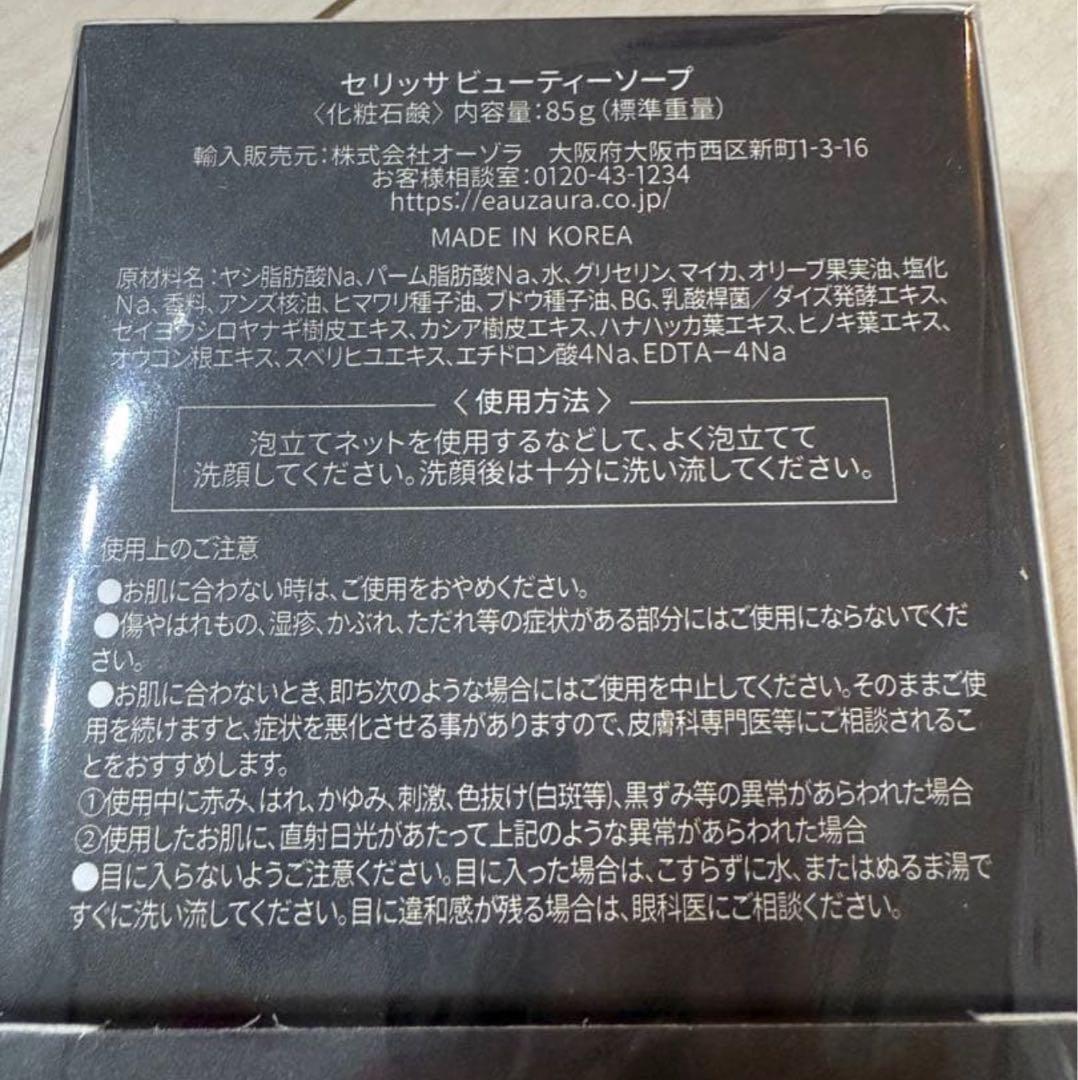 セリッサ ビューティーソープ
〈化粧石鹸〉内容量：85g（標準重量）
輸入販売元：株式会社オーゾラ　大阪府大阪市西区新町1-3-16
お客様相談室：0120-43-1234
https://eauzaura.co.jp/
MADE IN KOREA
原材料名：ヤシ脂肪酸Na、パーム脂肪酸Na、水、グリセリン、マイカ、オリーブ果実油、塩化
Na、香料、アンズ核油、ヒマワリ種子油、ブドウ種子油、BG、乳酸桿菌／ダイズ発酵エキス、
セイヨウシロヤナギ樹皮エキス、カシア樹皮エキス、ハナハッカ葉エキス、ヒノキ葉エキス、
オウゴン根エキス、スベリヒユエキス、エチドロン酸4Na、EDTA－4Na
〈使用方法〉
泡立てネットを使用するなどして、よく泡立てて
洗顔してください。洗顔後は十分に洗い流してください。
使用上のご注意
●お肌に合わない時は、ご使用をおやめください。
●傷やはれもの、湿疹、かぶれ、ただれ等の症状がある部分にはご使用にならないでくだ
さい。
●お肌に合わないとき、即ち次のような場合にはご使用を中止してください。そのままご使
用を続けますと、症状を悪化させる事がありますので、皮膚科専門医等にご相談されるこ
とをおすすめします。
①使用中に赤み、はれ、かゆみ、刺激、色抜け(白斑等)、黒ずみ等の異常があらわれた場合
②使用したお肌に、直射日光があたって上記のような異常があらわれた場合
●目に入らないようご注意ください。目に入った場合は、こすらずに水、またはぬるま湯で
すぐに洗い流してください。目に違和感が残る場合は、眼科医にご相談ください。